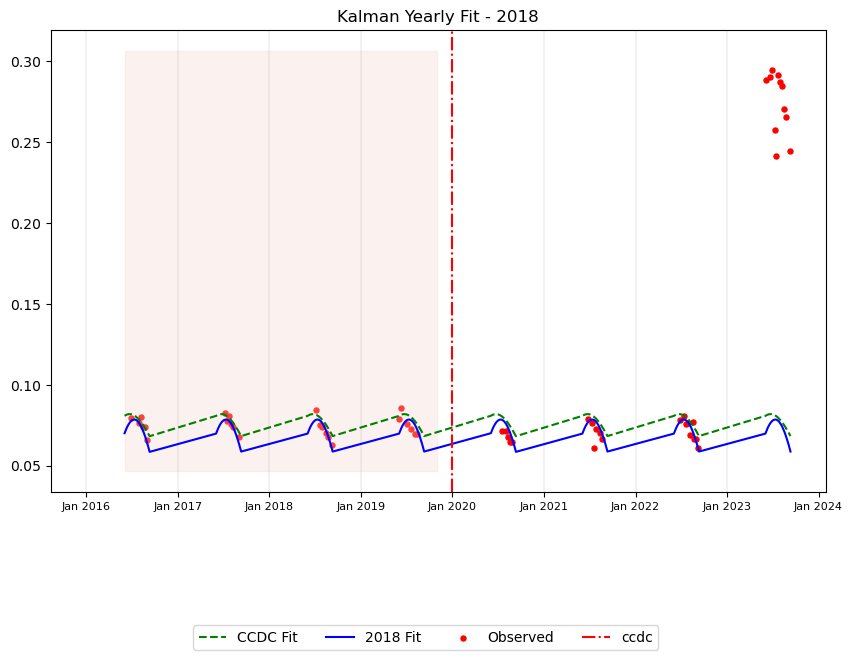 Kalman Yearly Fit - 2018
0.30
0.25
0.20
0.15
0.10
0.05
Jan 2016 Jan 2017 Jan 2018 Jan 2019 Jan 2020 Jan 2021 Jan 2022 Jan 2023 Jan 2024
CCDC Fit 2018 Fit Observed ccdc